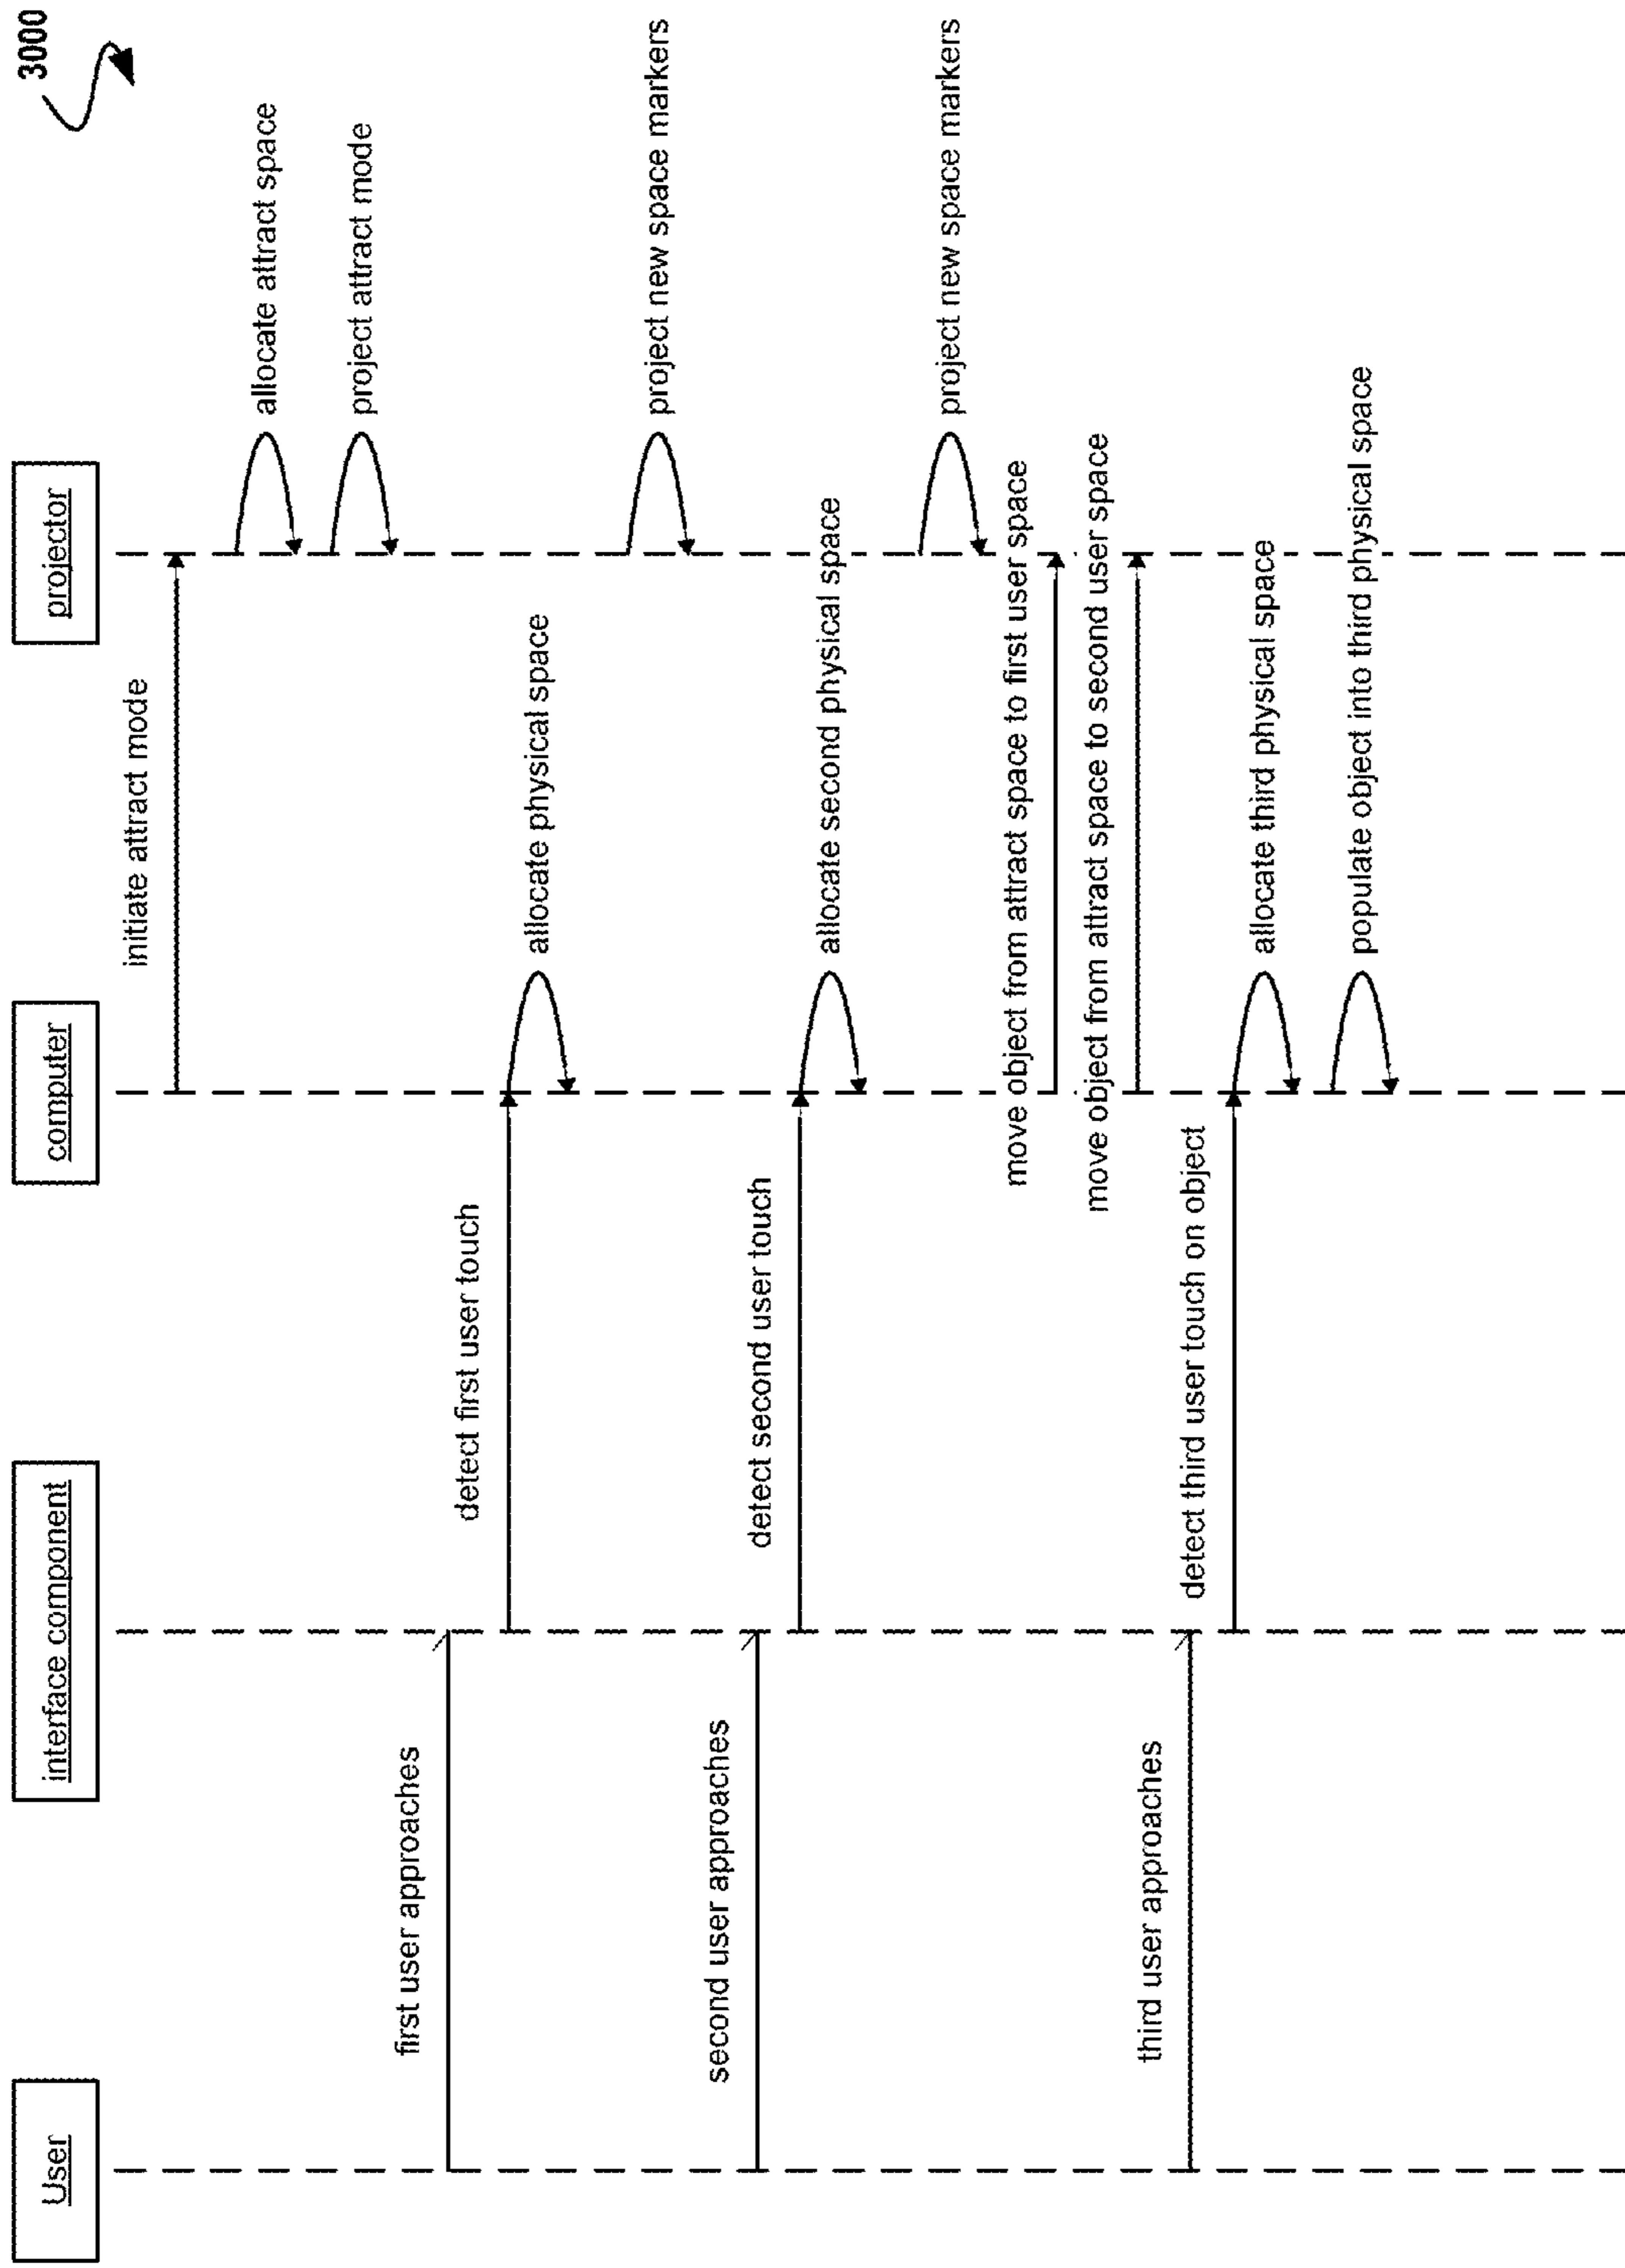 3000
User
interface component
computer
projector
initiate attract mode
allocate attract space
project attract mode
first user approaches
detect first user touch
allocate physical space
project new space markers
second user approaches
detect second user touch
allocate second physical space
project new space markers
move object from attract space to first user space
move object from attract space to second user space
third user approaches
detect third user touch on object
allocate third physical space
populate object into third physical space